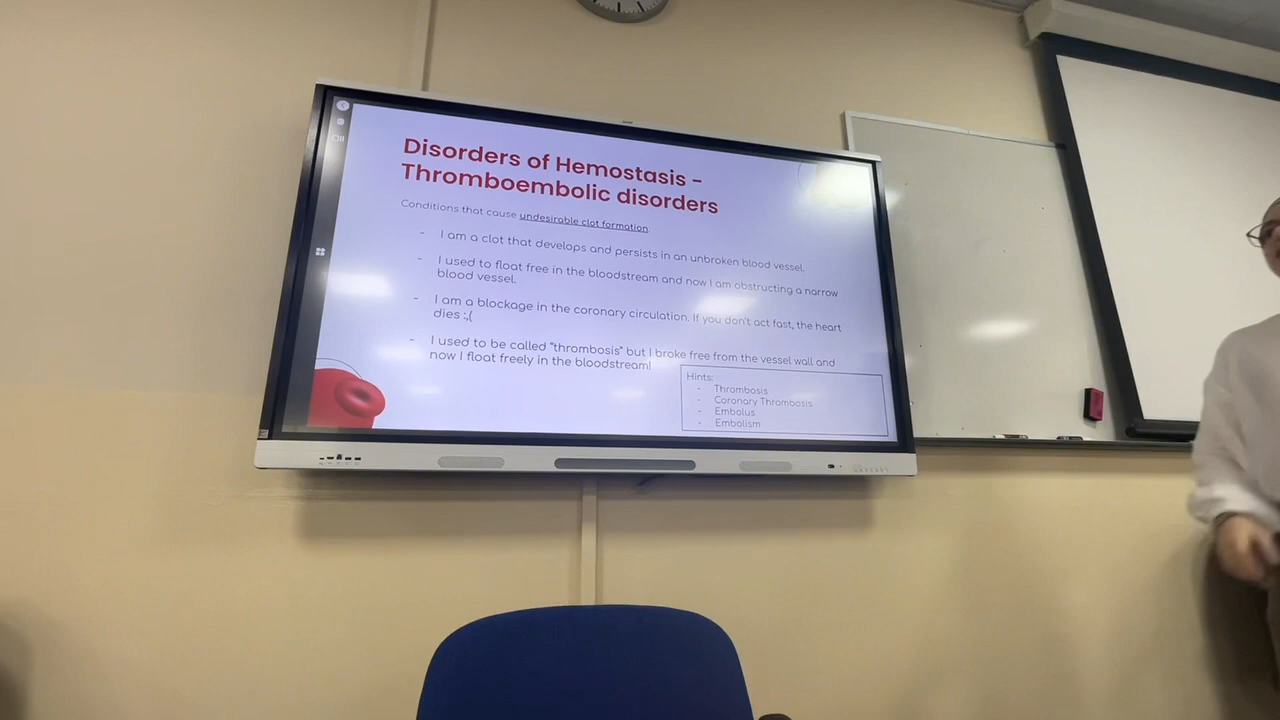 Disorders of Hemostasis -
Thromboembolic disorders
Conditions that cause undesirable clot formation.
- I am a clot that develops and persists in an unbroken blood vessel.
- I used to float free in the bloodstream and now I am obstructing a narrow
blood vessel.
- I am a blockage in the coronary circulation. If you don't act fast, the heart
dies :,(
- I used to be called "thrombosis" but I broke free from the vessel wall and
now I float freely in the bloodstream!
Hints:
- Thrombosis
- Coronary Thrombosis
- Embolus
- Embolism